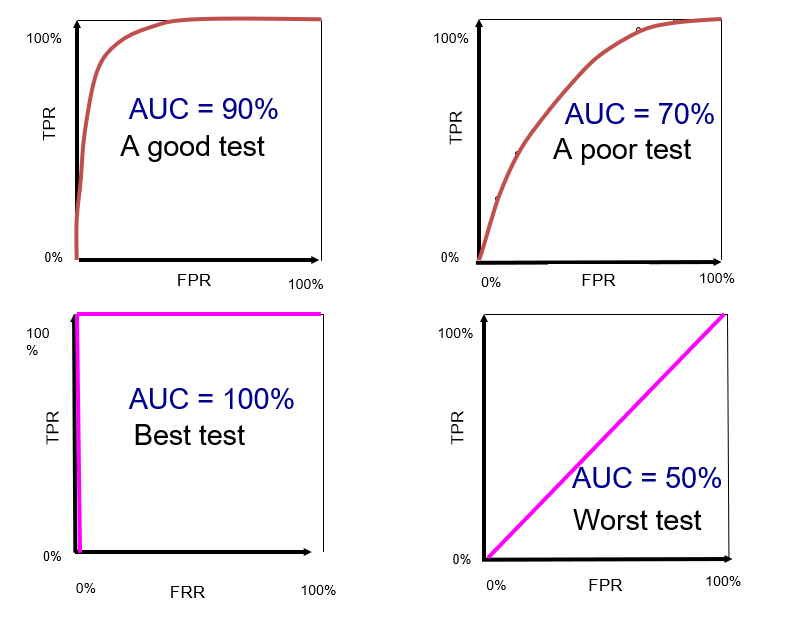 100%
TPR
AUC = 90%
A good test
0%
FPR
100%
100%
TPR
AUC = 70%
A poor test
0%
0%
FPR
100%
100
%
TPR
AUC = 100%
Best test
0%
0%
FRR
100%
100%
TPR
AUC = 50%
Worst test
0%
0%
FPR
100%